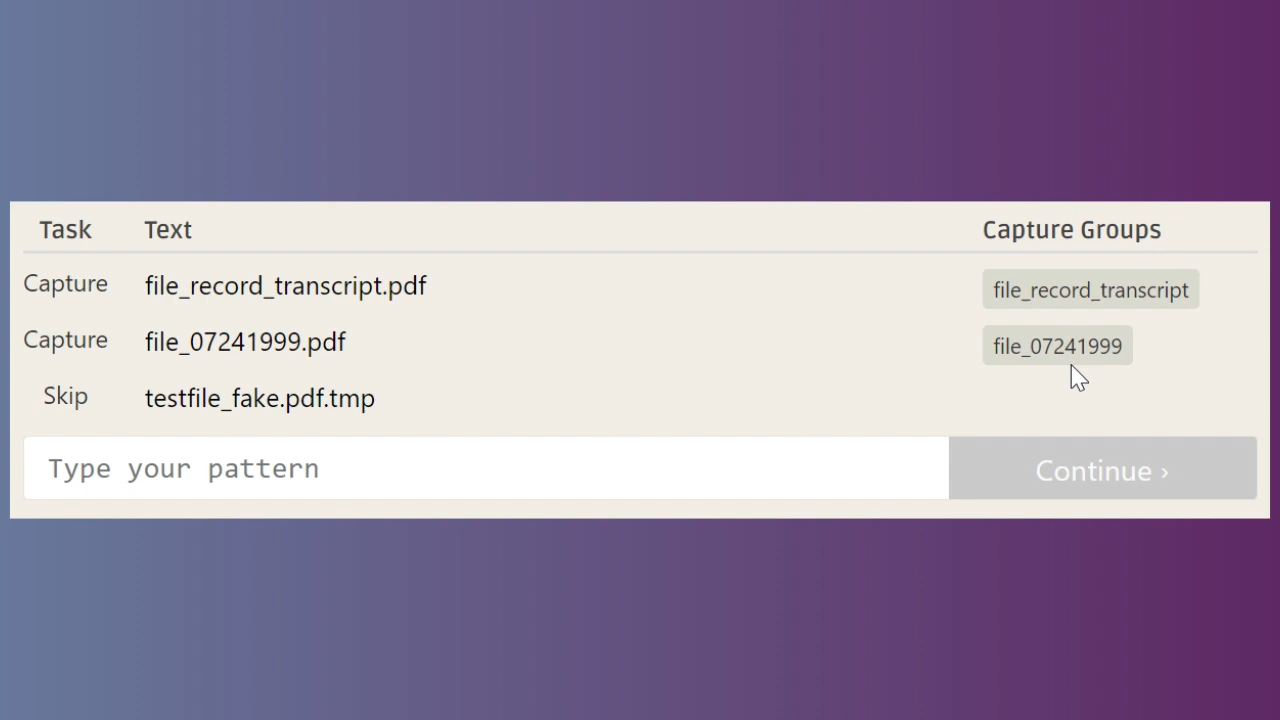 Task Text Capture Groups
Capture file_record_transcript.pdf file_record_transcript
Capture file_07241999.pdf file_07241999
Skip testfile_fake.pdf.tmp
Type your pattern Continue ›